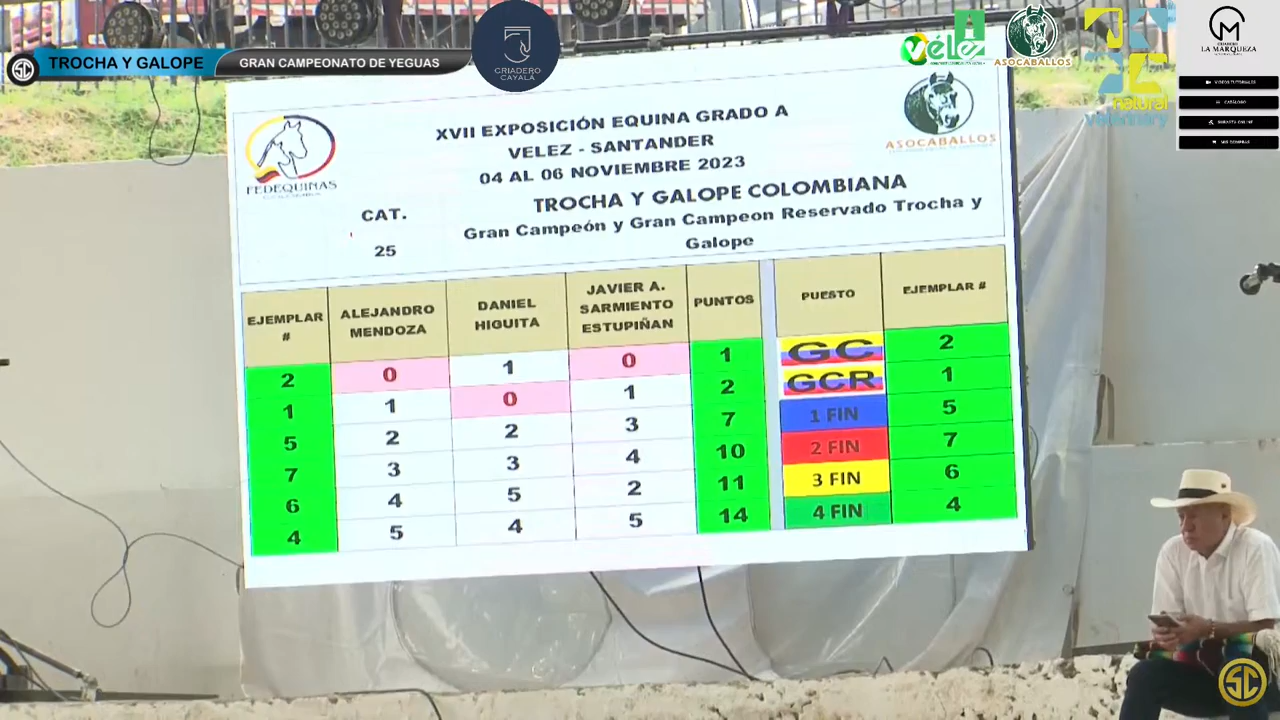 TROCHA Y GALOPE
GRAN CAMPEONATO DE YEGUAS
CRIADERO
CAYALA
Vélez
ASOCABALLOS
natural
veterinary
LA MARQUEZA
SC
FEDEQUINAS
XVII EXPOSICIÓN EQUINA GRADO A
VELEZ - SANTANDER
04 AL 06 NOVIEMBRE 2023
ASOCABALLOS
CAT.
25
TROCHA Y GALOPE COLOMBIANA
Gran Campeón y Gran Campeon Reservado Trocha y
Galope
EJEMPLAR # ALEJANDRO MENDOZA DANIEL HIGUITA JAVIER A. SARMIENTO ESTUPIÑAN PUNTOS PUESTO EJEMPLAR #
2 0 1 0 1 GC 2
1 1 0 1 2 GCR 1
5 2 2 3 7 1 FIN 5
7 3 3 4 10 2 FIN 7
6 4 5 2 11 3 FIN 6
4 5 4 5 14 4 FIN 4
SC